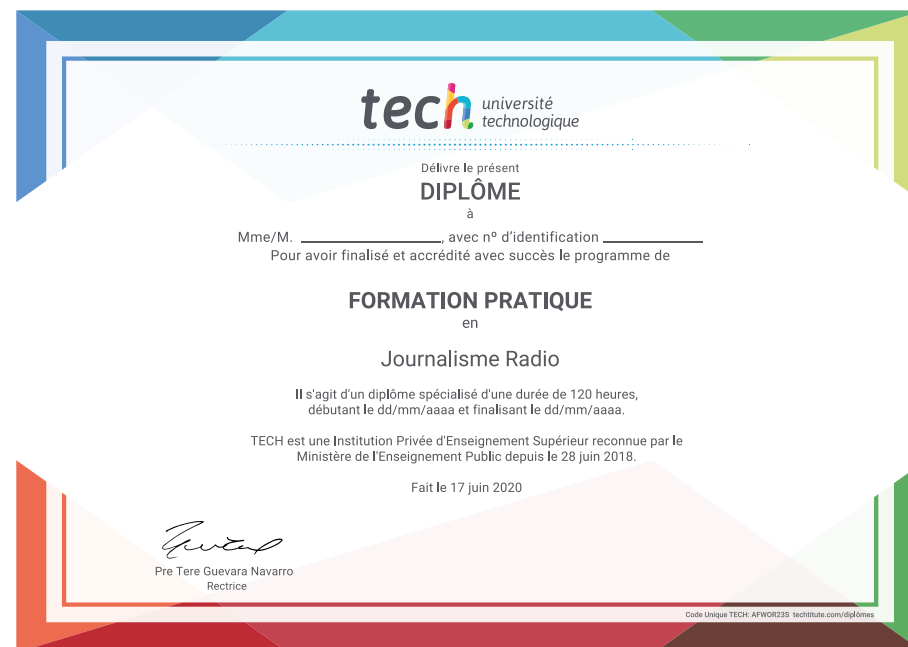 tech université
technologique
Délivre le présent
DIPLÔME
à
Mme/M. ____________________, avec nº d'identification ______________
Pour avoir finalisé et accrédité avec succès le programme de
FORMATION PRATIQUE
en
Journalisme Radio
Il s'agit d'un diplôme spécialisé d'une durée de 120 heures,
débutant le dd/mm/aaaa et finalisant le dd/mm/aaaa.
TECH est une Institution Privée d'Enseignement Supérieur reconnue par le
Ministère de l'Enseignement Public depuis le 28 juin 2018.
Fait le 17 juin 2020
Pre Tere Guevara Navarro
Rectrice
Code Unique TECH: AFWOR23S techtitute.com/diplômes